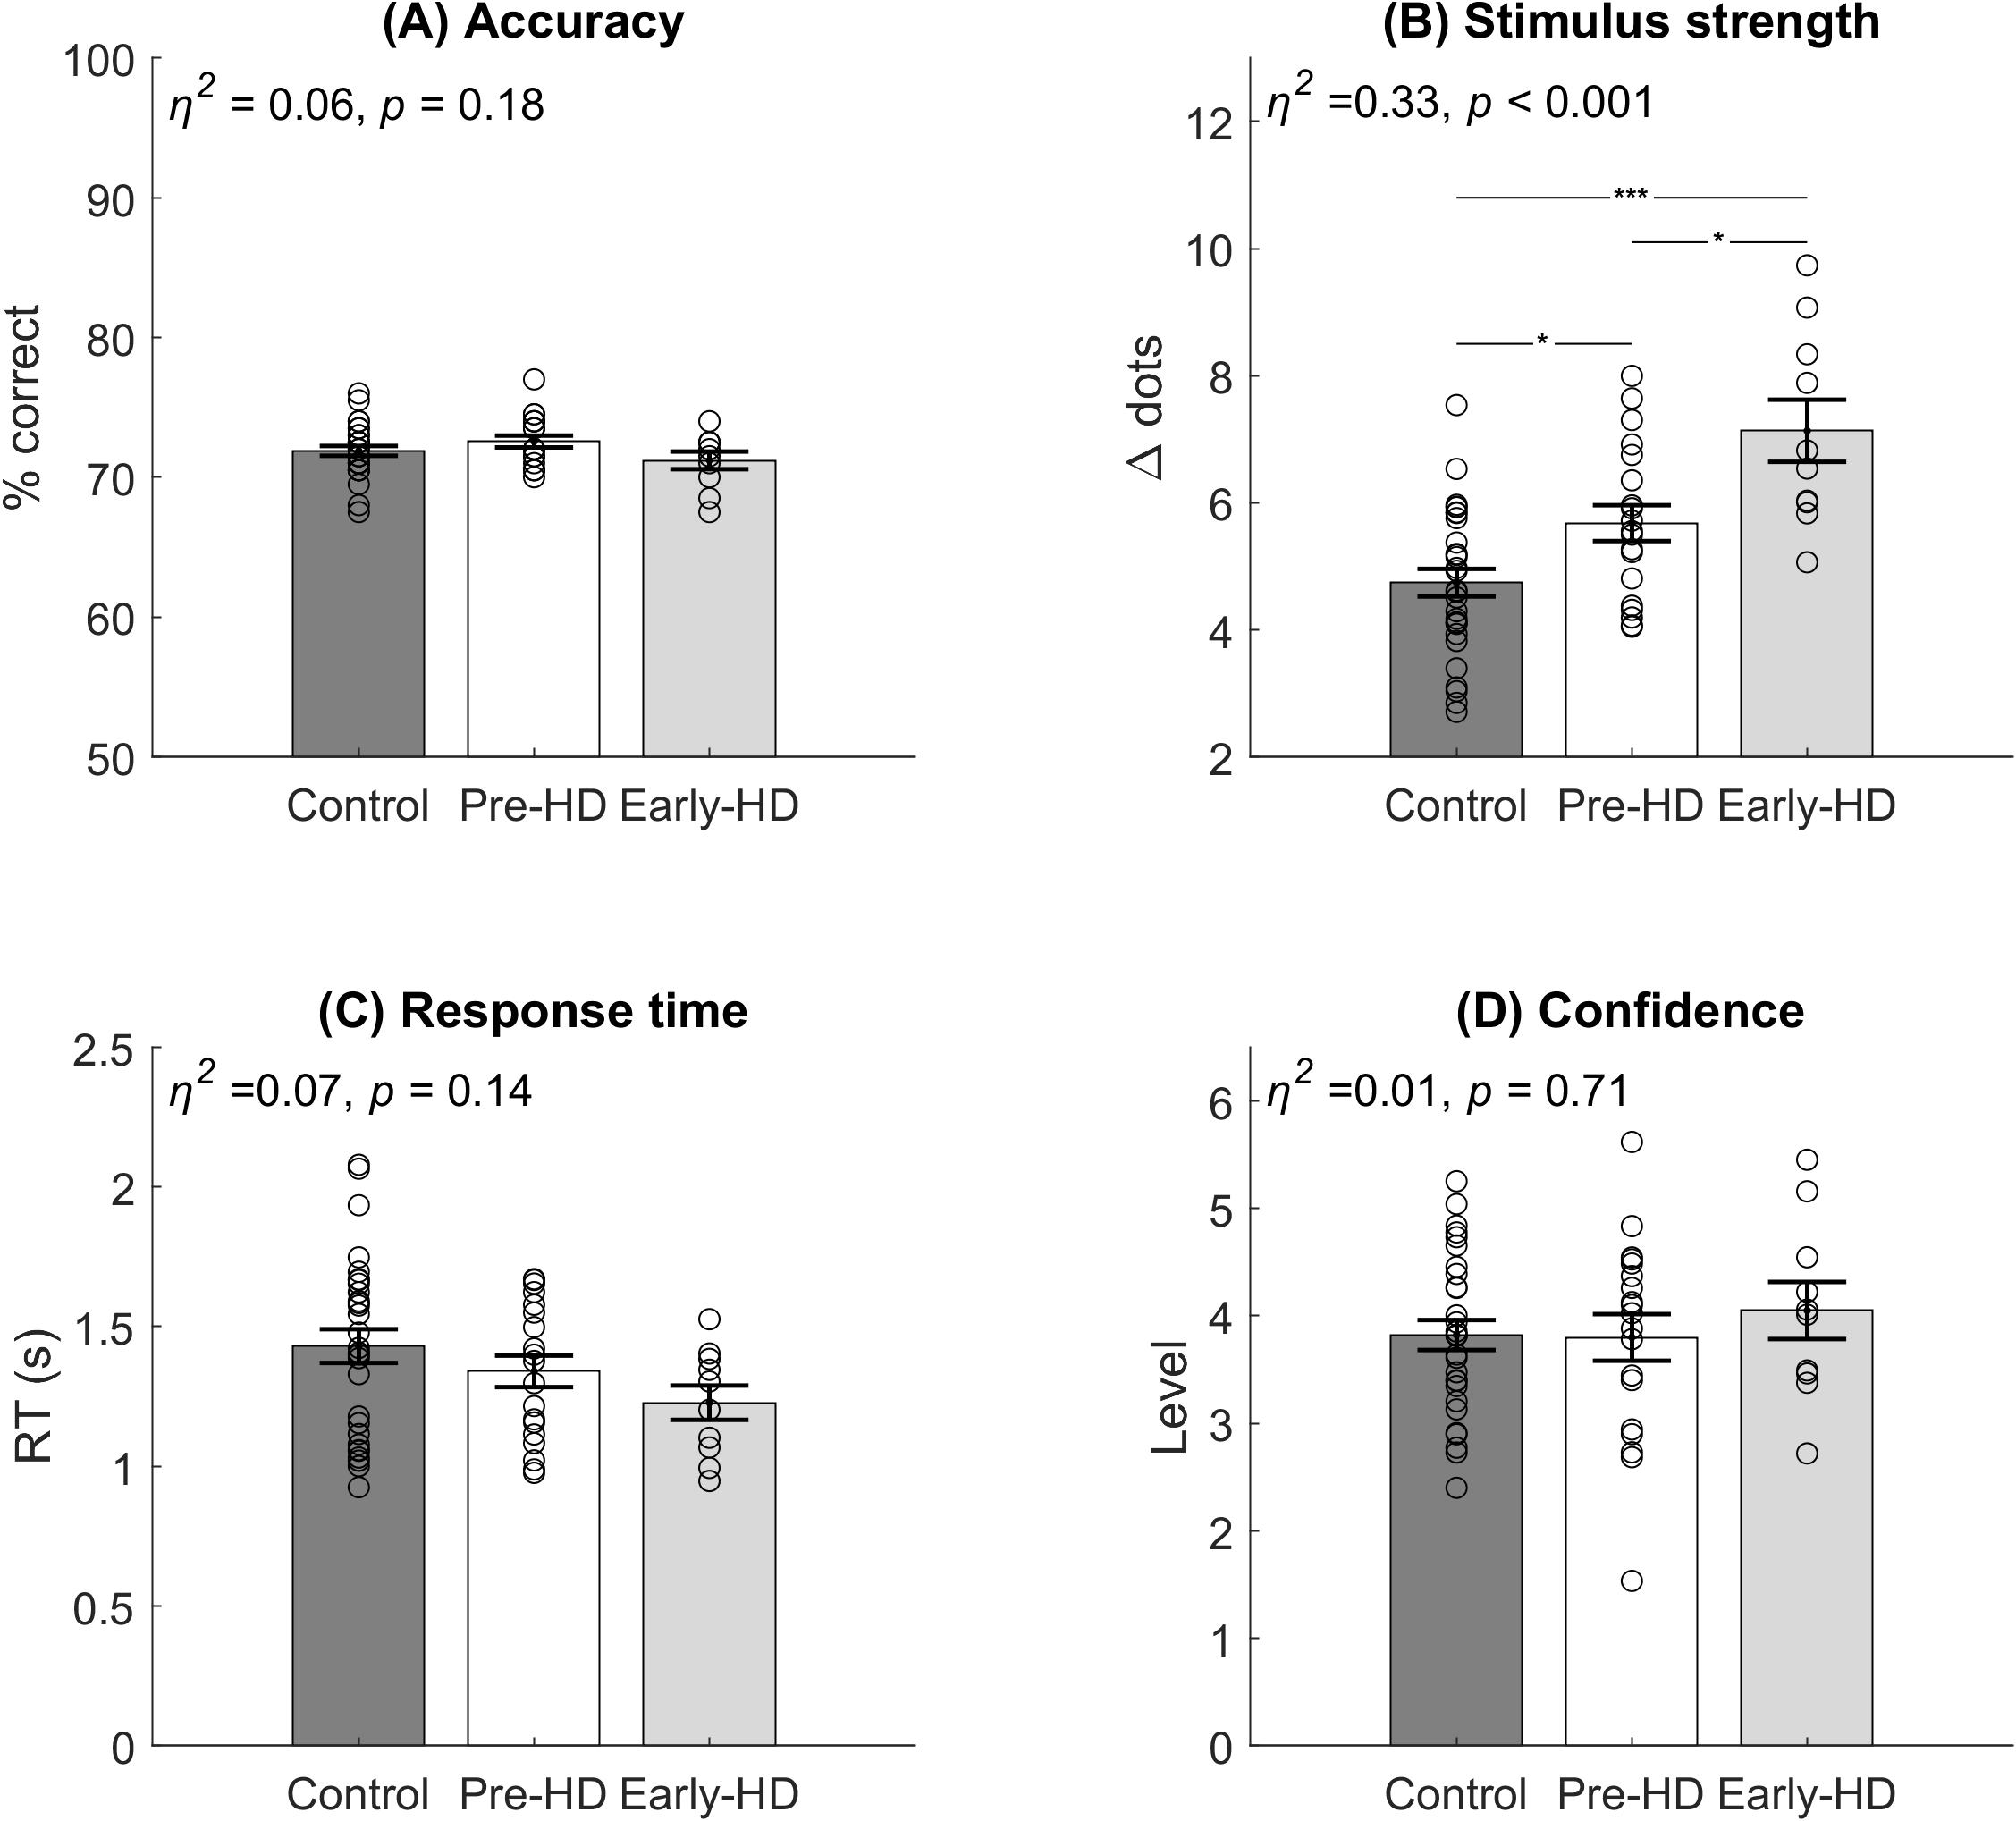 (A) Accuracy
η² = 0.06, p = 0.18
% correct
100
90
80
70
60
50
Control Pre-HD Early-HD
(B) Stimulus strength
η² =0.33, p < 0.001
Δ dots
12
10
8
6
4
2
***
*
*
Control Pre-HD Early-HD
(C) Response time
η² =0.07, p = 0.14
RT (s)
2.5
2
1.5
1
0.5
0
Control Pre-HD Early-HD
(D) Confidence
η² =0.01, p = 0.71
Level
6
5
4
3
2
1
0
Control Pre-HD Early-HD